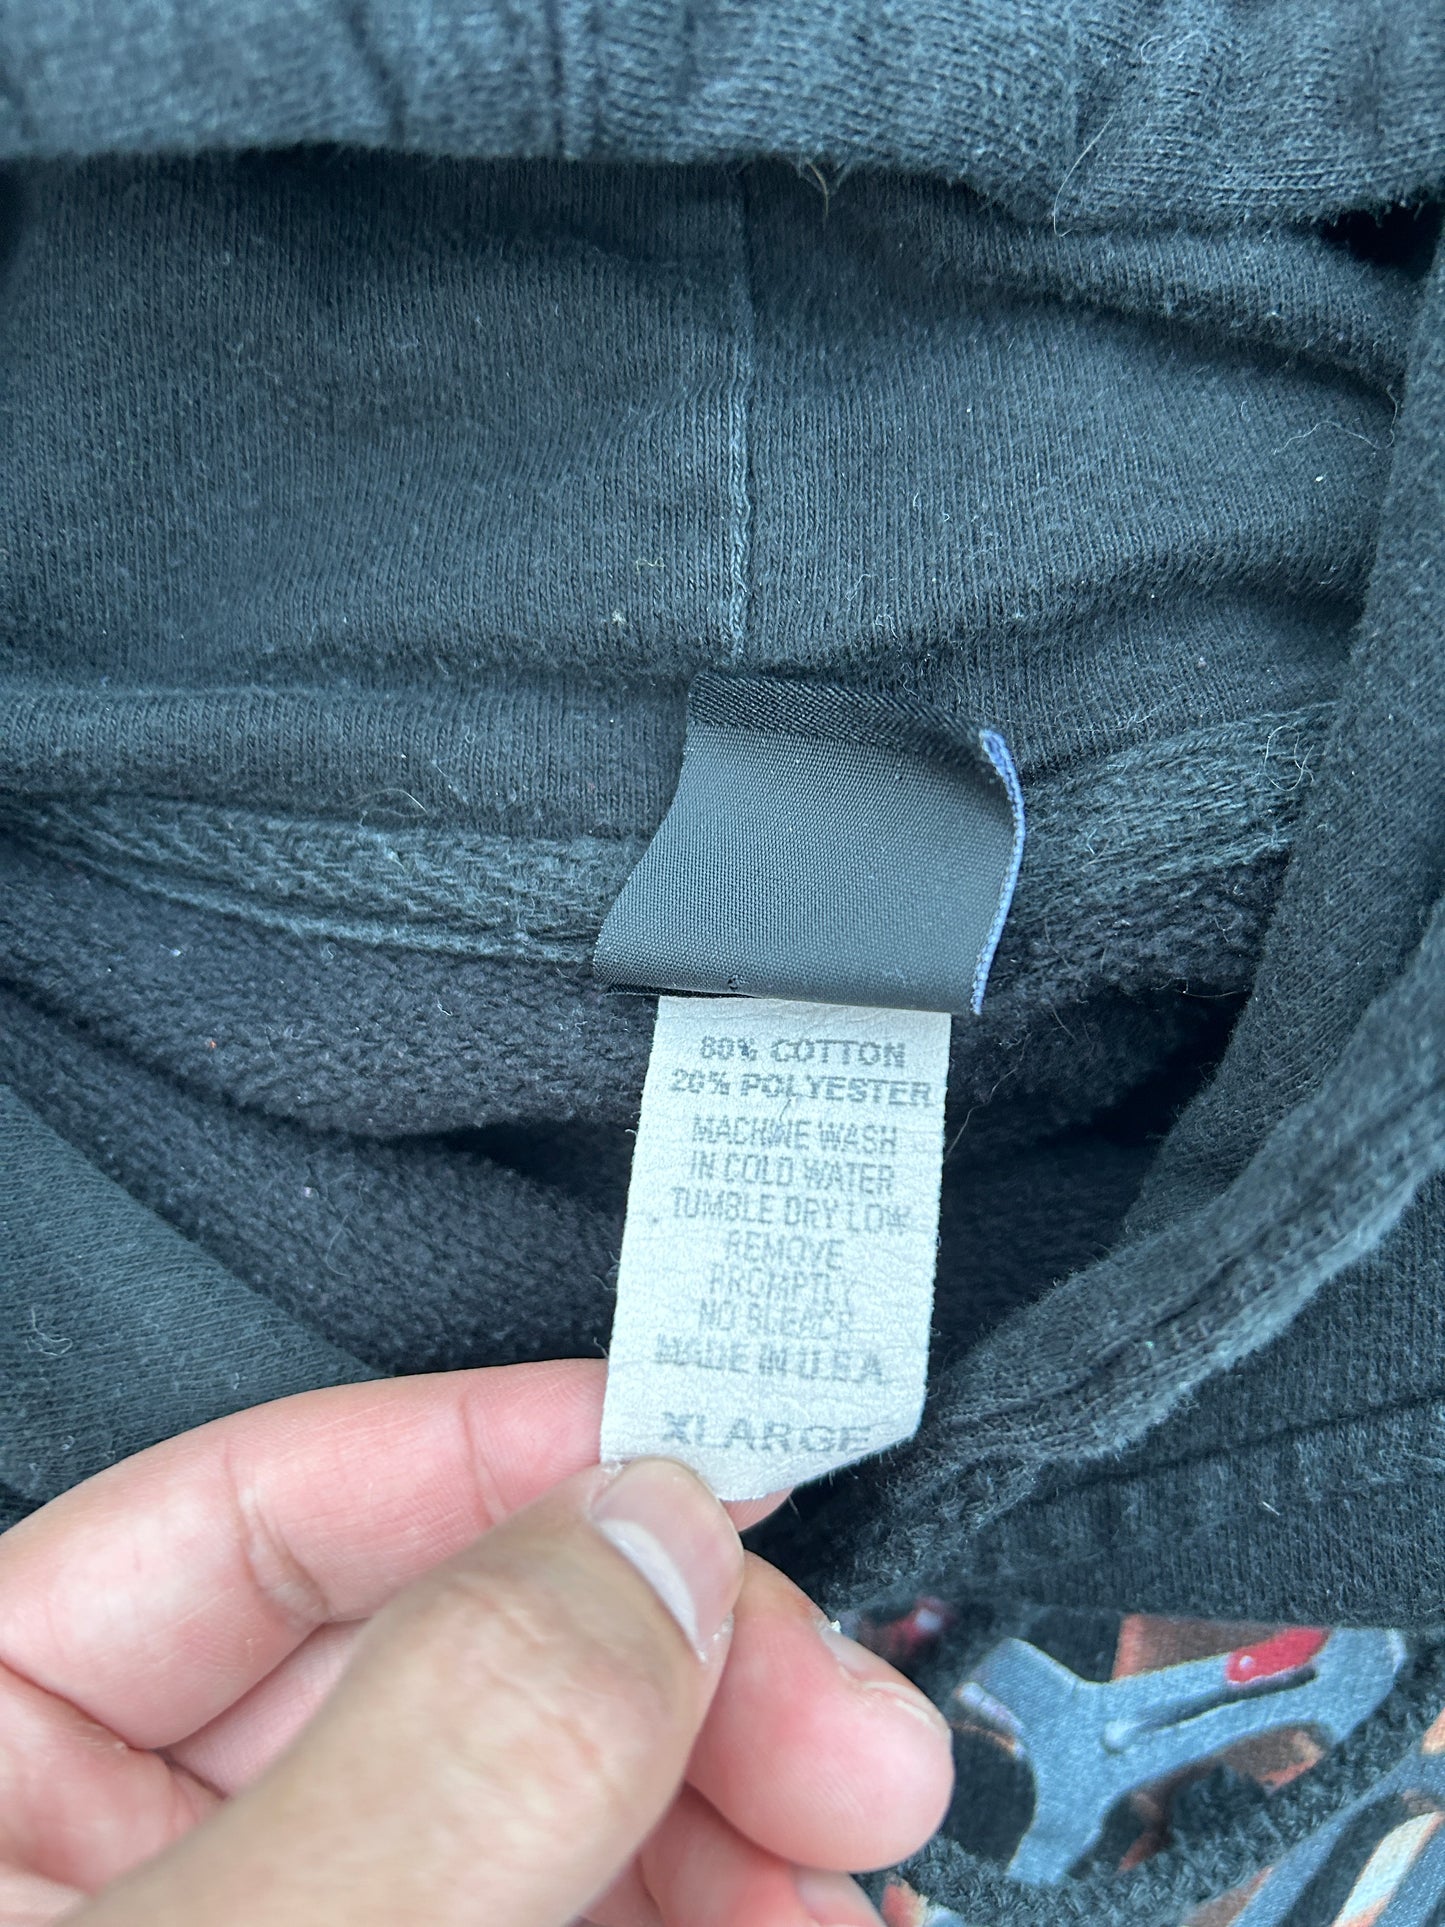 80% COTTON
20% POLYESTER
MACHINE WASH
IN COLD WATER
TUMBLE DRY LOW
REMOVE
PROMPTLY
NO BLEACH
MADE IN U.S.A
XLARGE